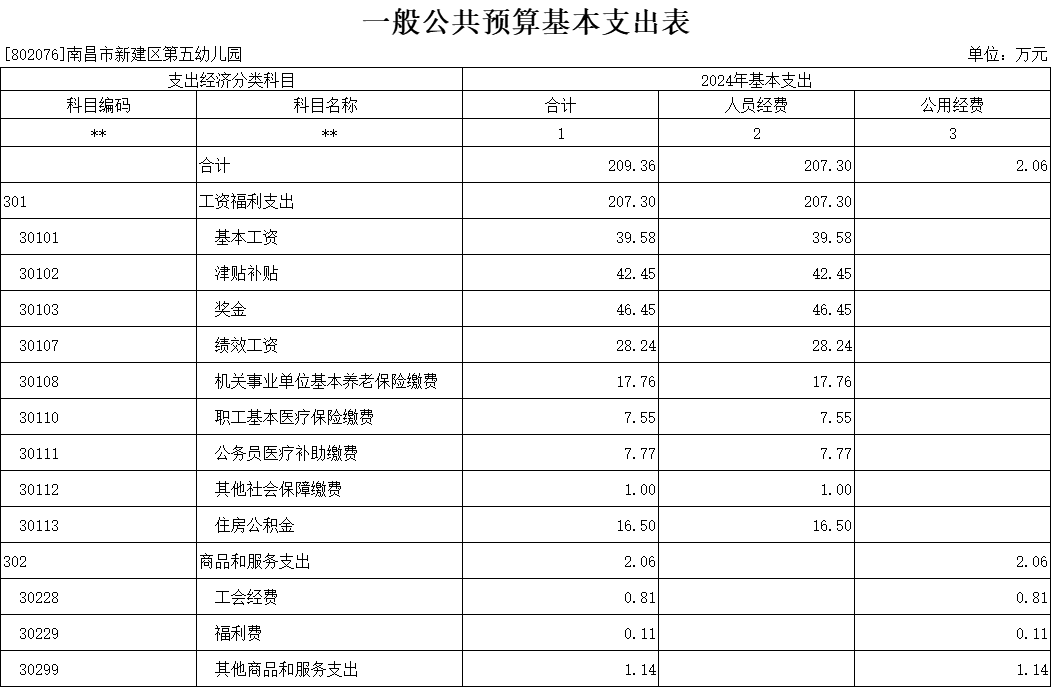 一般公共预算基本支出表
[802076]南昌市新建区第五幼儿园 单位：万元
支出经济分类科目 2024年基本支出
科目编码 科目名称 合计 人员经费 公用经费
** ** 1 2 3
合计 209.36 207.30 2.06
301 工资福利支出 207.30 207.30
30101 基本工资 39.58 39.58
30102 津贴补贴 42.45 42.45
30103 奖金 46.45 46.45
30107 绩效工资 28.24 28.24
30108 机关事业单位基本养老保险缴费 17.76 17.76
30110 职工基本医疗保险缴费 7.55 7.55
30111 公务员医疗补助缴费 7.77 7.77
30112 其他社会保障缴费 1.00 1.00
30113 住房公积金 16.50 16.50
302 商品和服务支出 2.06 2.06
30228 工会经费 0.81 0.81
30229 福利费 0.11 0.11
30299 其他商品和服务支出 1.14 1.14